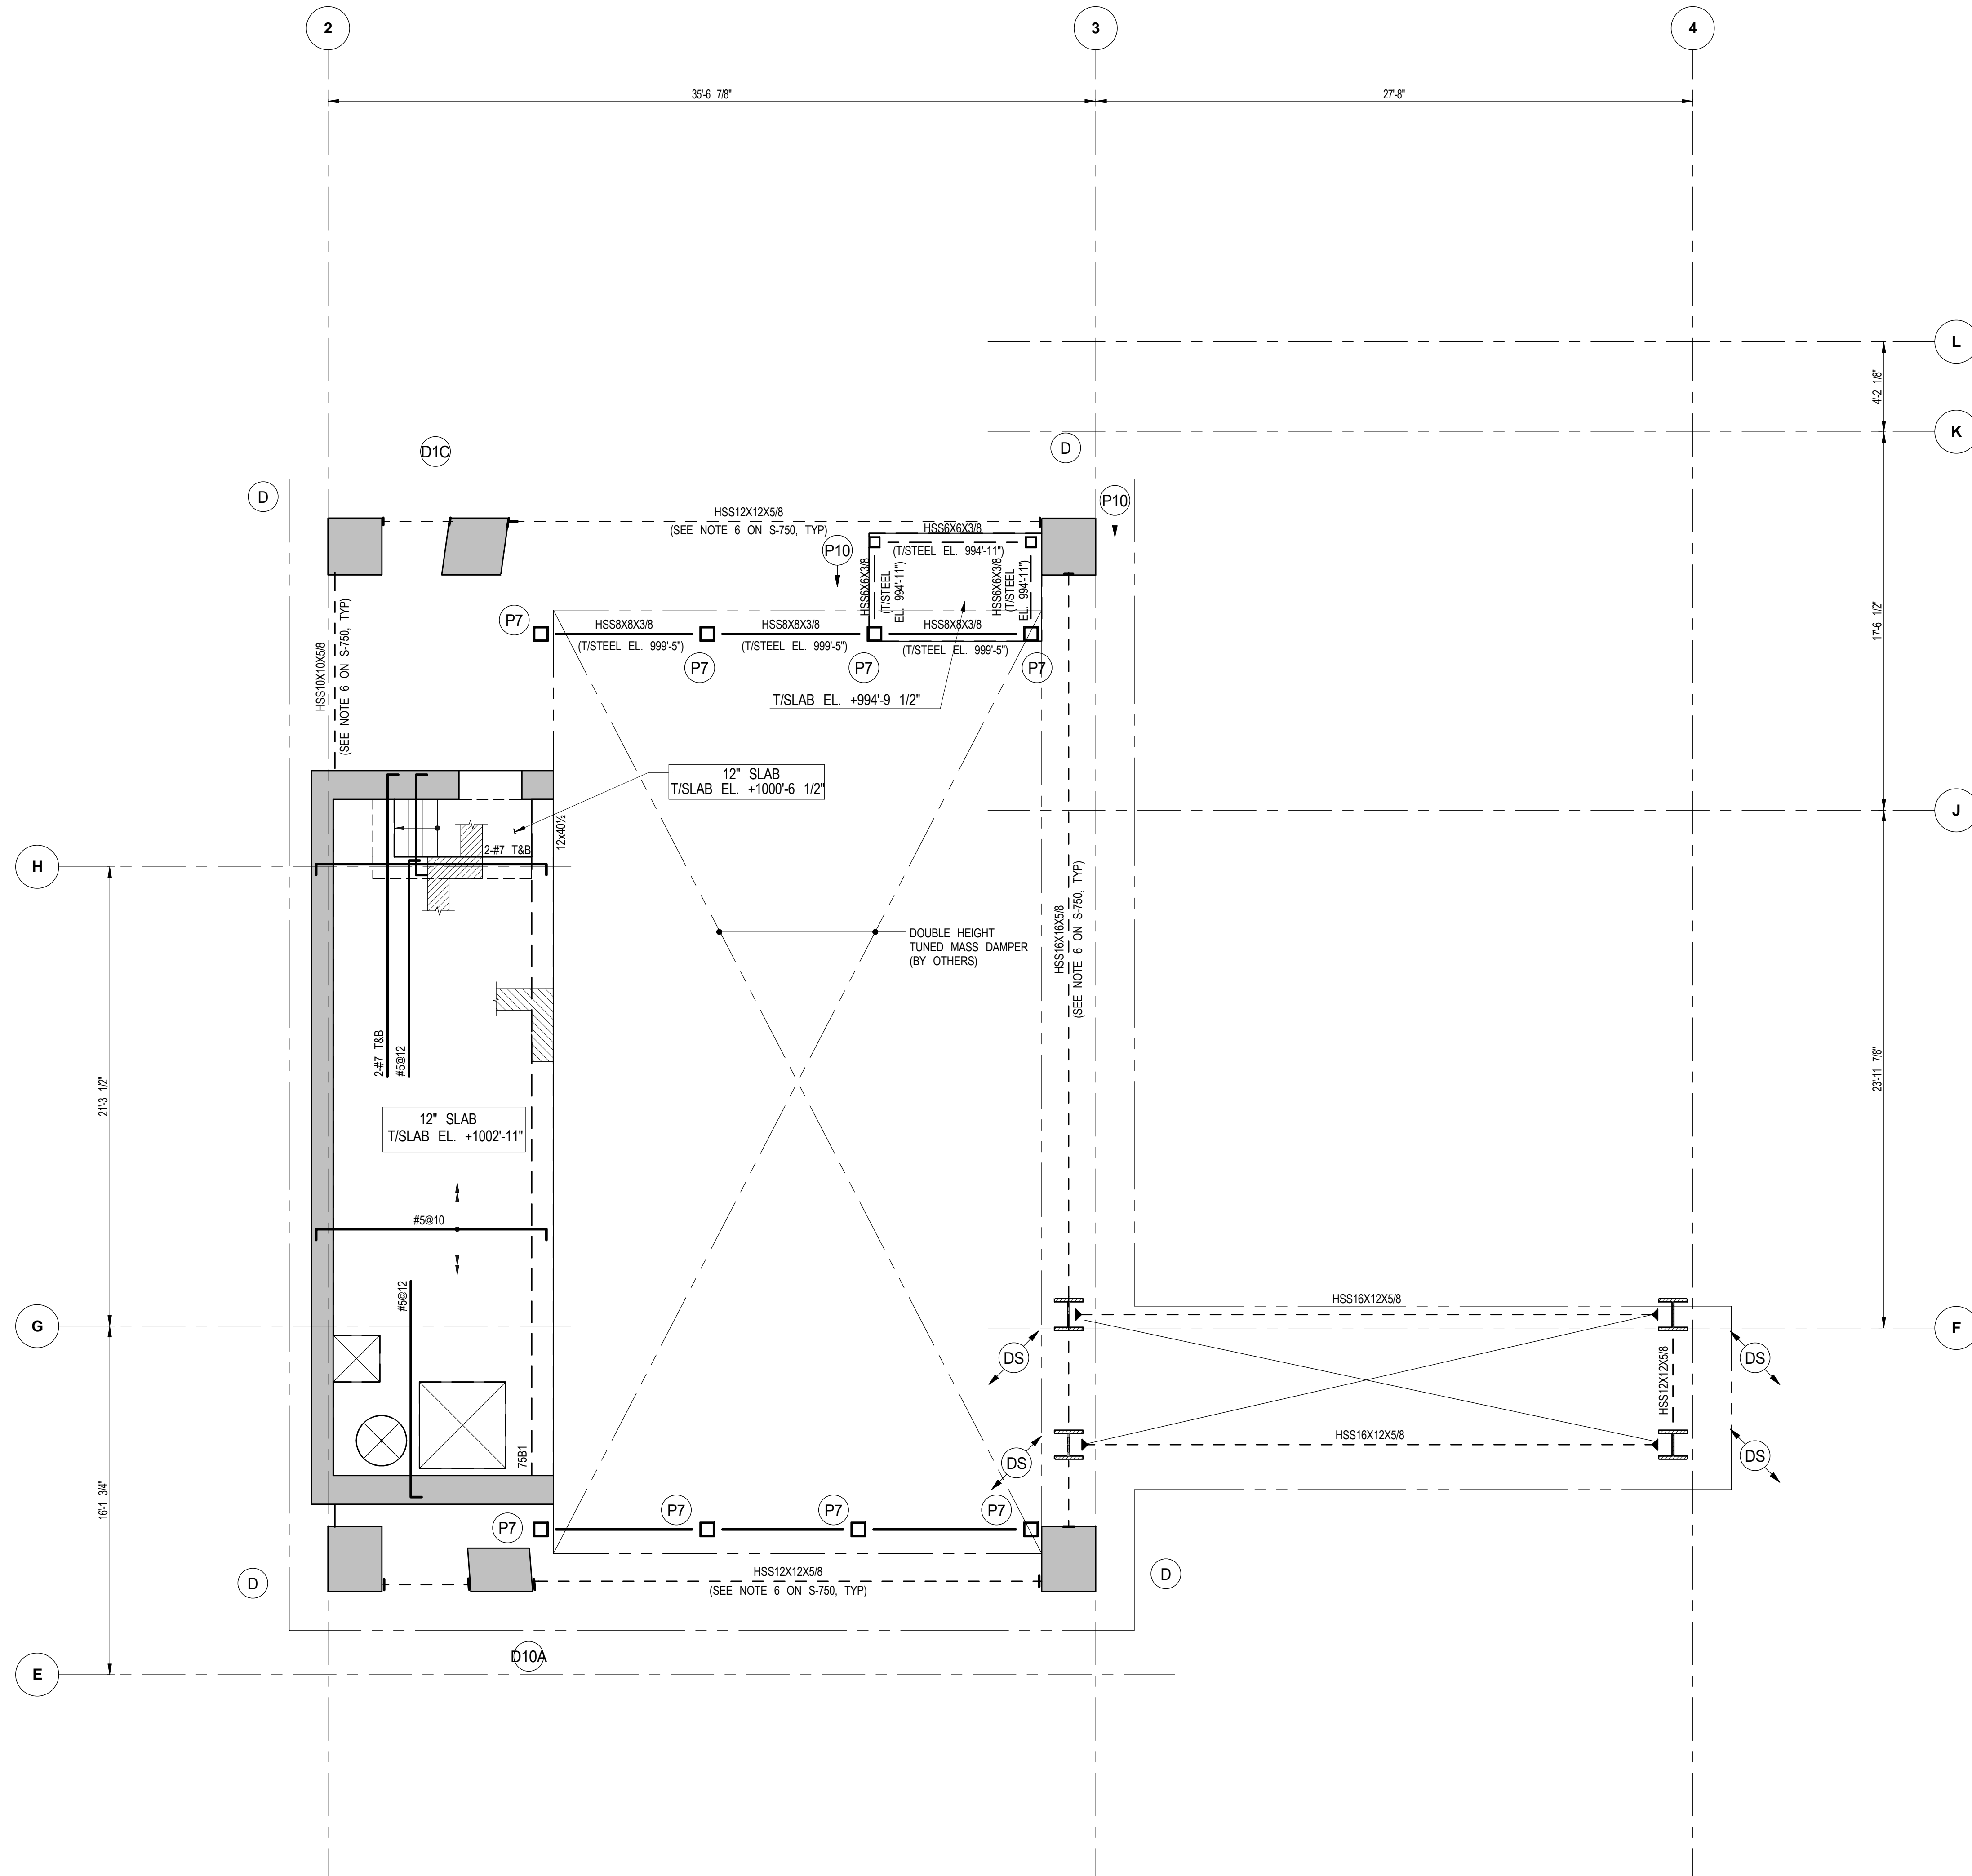 2
3
4
35'-6 7/8"
27'-8"
L
4'-2 1/8"
K
D1C
D
D
17'-6 1/2"
P10
HSS12X12X5/8
(SEE NOTE 6 ON S-750, TYP)
HSS6X6X3/8
(T/STEEL EL. 994'-11")
P10
HSS6X6X3/8
(T/STEEL
EL. 994'-11")
HSS6X6X3/8
(T/STEEL
EL. 994'-11")
HSS10X10X5/8
(SEE NOTE 6 ON S-750, TYP)
P7
HSS8X8X3/8
(T/STEEL EL. 999'-5")
HSS8X8X3/8
(T/STEEL EL. 999'-5")
HSS8X8X3/8
(T/STEEL EL. 999'-5")
P7
P7
P7
T/SLAB EL. +994'-9 1/2"
12" SLAB
T/SLAB EL. +1000'-6 1/2"
J
12x40½
2-#7 T&B
H
DOUBLE HEIGHT
TUNED MASS DAMPER
(BY OTHERS)
HSS16X16X5/8
(SEE NOTE 6 ON S-750, TYP)
2-#7 T&B
#5@12
21'-3 1/2"
23'-11 7/8"
12" SLAB
T/SLAB EL. +1002'-11"
#5@10
#5@12
HSS16X12X5/8
G
F
DS
DS
HSS12X12X5/8
HSS16X12X5/8
DS
DS
75B1
16'-1 3/4"
P7
P7
P7
P7
HSS12X12X5/8
(SEE NOTE 6 ON S-750, TYP)
D
D
D10A
E